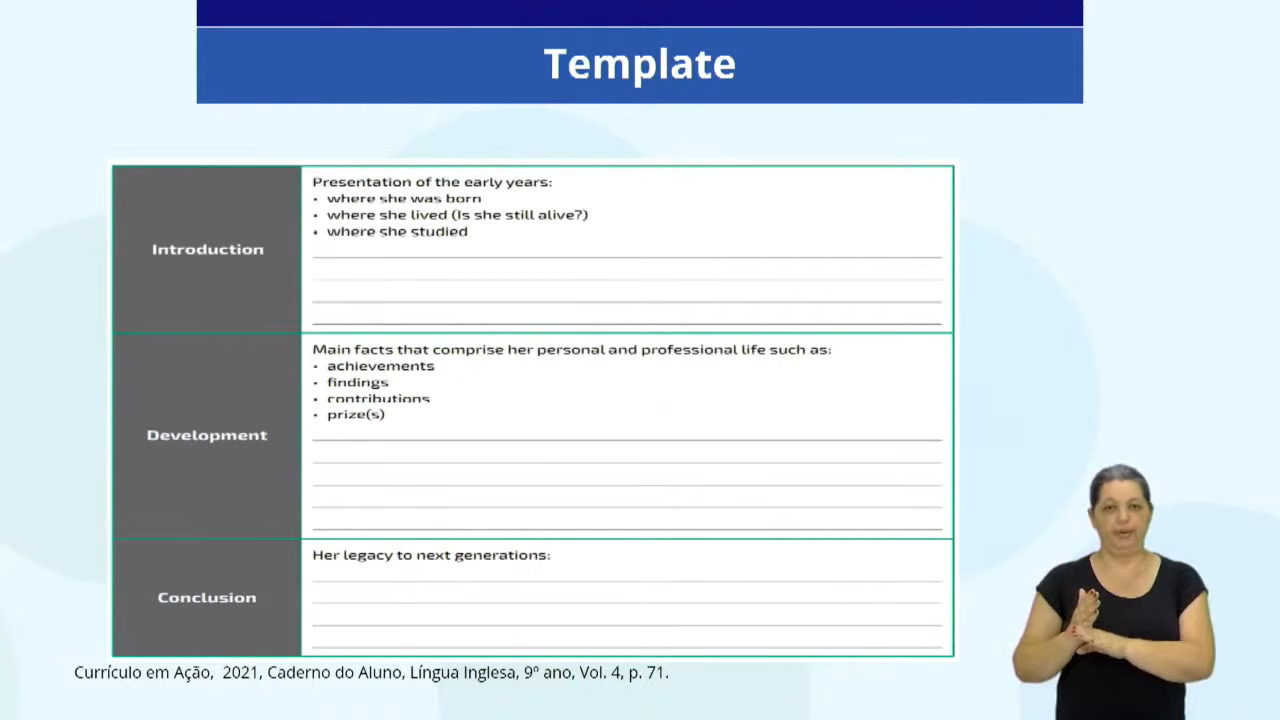 Template
Introduction
Presentation of the early years:
• where she was born
• where she lived (Is she still alive?)
• where she studied
Development
Main facts that comprise her personal and professional life such as:
• achievements
• findings
• contributions
• prize(s)
Conclusion
Her legacy to next generations:
Currículo em Ação, 2021, Caderno do Aluno, Língua Inglesa, 9º ano, Vol. 4, p. 71.